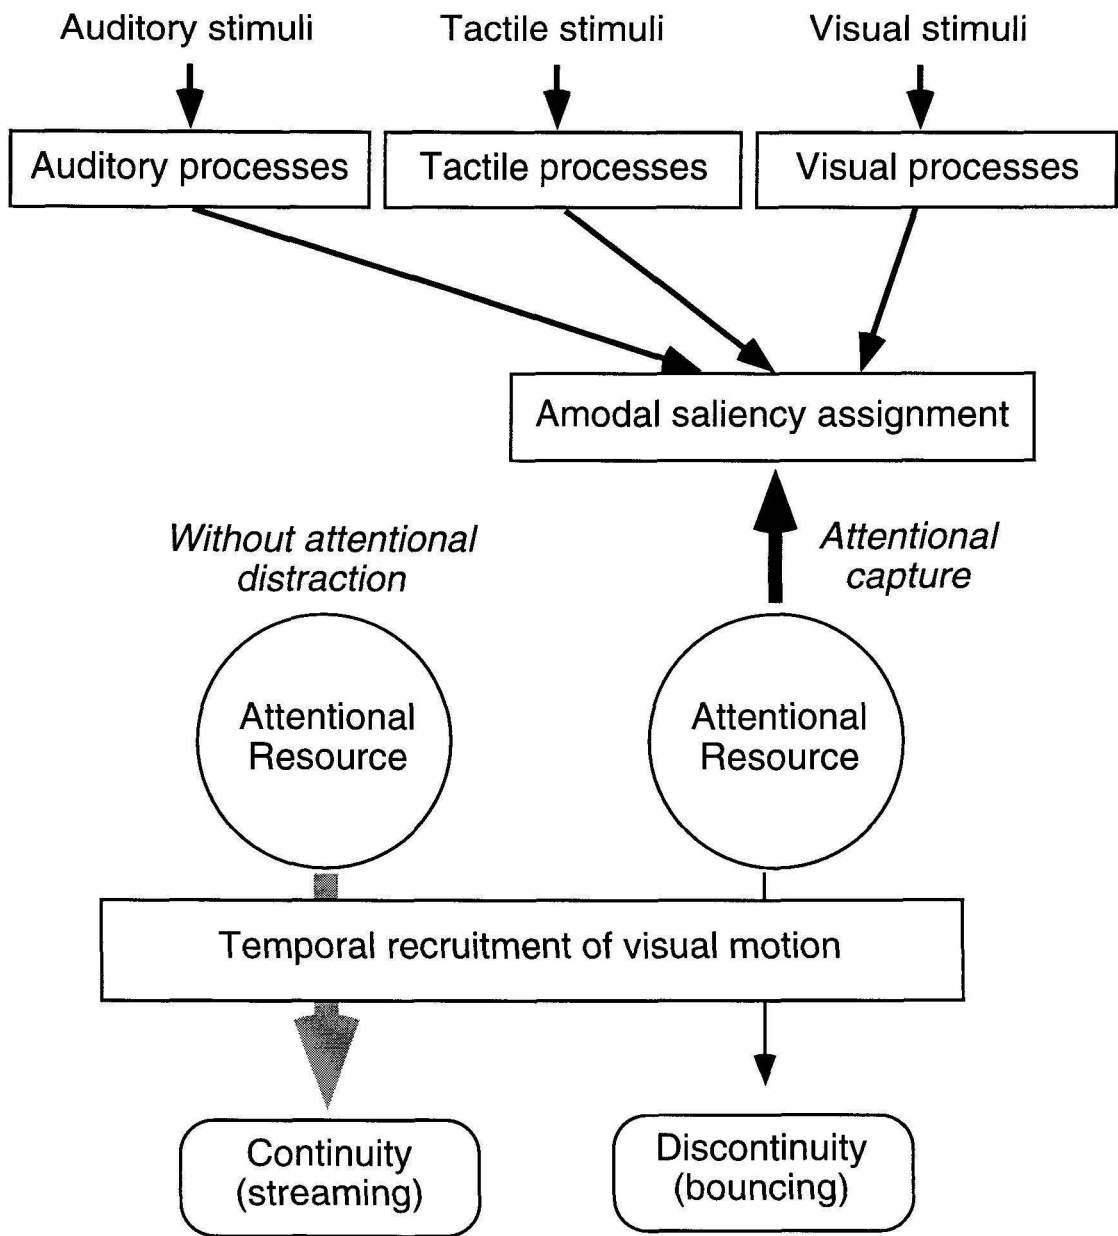 Auditory stimuli
Tactile stimuli
Visual stimuli
Auditory processes
Tactile processes
Visual processes
Amodal saliency assignment
Without attentional
distraction
Attentional
capture
Attentional
Resource
Attentional
Resource
Temporal recruitment of visual motion
Continuity
(streaming)
Discontinuity
(bouncing)